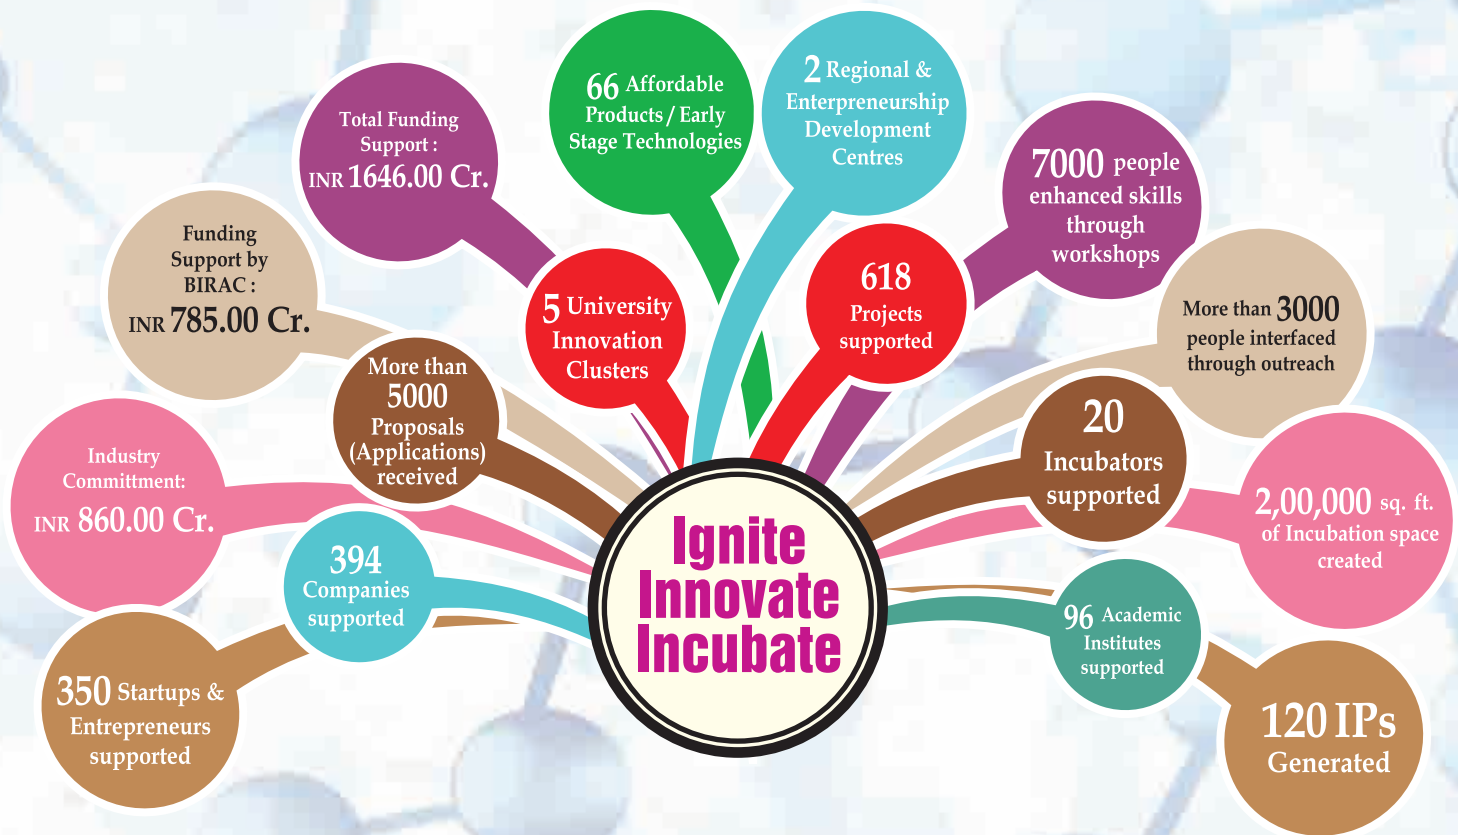 66 Affordable
Products / Early
Stage Technologies
2 Regional &
Enterpreneurship
Development
Centres
Total Funding
Support :
INR 1646.00 Cr.
7000 people
enhanced skills
through
workshops
Funding
Support by
BIRAC :
INR 785.00 Cr.
5 University
Innovation
Clusters
618
Projects
supported
More than 3000
people interfaced
through outreach
More than
5000
Proposals
(Applications)
received
20
Incubators
supported
Industry
Committment:
INR 860.00 Cr.
2,00,000 sq. ft.
of Incubation space
created
394
Companies
supported
Ignite
Innovate
Incubate
96 Academic
Institutes
supported
350 Startups &
Entrepreneurs
supported
120 IPs
Generated